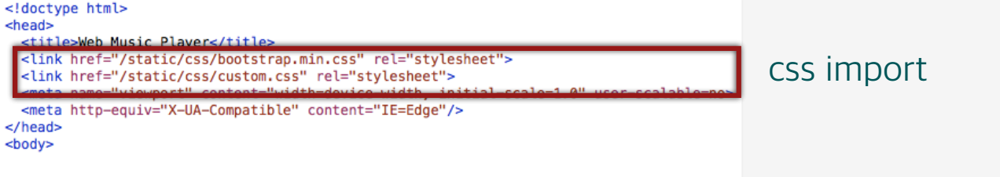 <!doctype html>
<head>
<title>Web Music Player</title>
<link href="/static/css/bootstrap.min.css" rel="stylesheet">
<link href="/static/css/custom.css" rel="stylesheet">
<meta name="viewport" content="width=device-width, initial-scale=1.0" user-scalable=no>
<meta http-equiv="X-UA-Compatible" content="IE=Edge"/>
</head>
<body>
css import